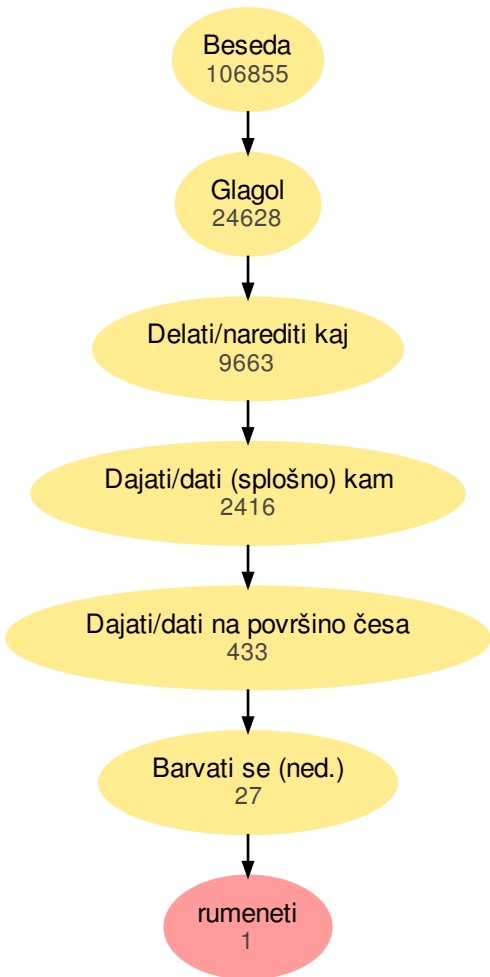 Beseda
106855
Glagol
24628
Delati/narediti kaj
9663
Dajati/dati (splošno) kam
2416
Dajati/dati na površino česa
433
Barvati se (ned.)
27
rumeneti
1